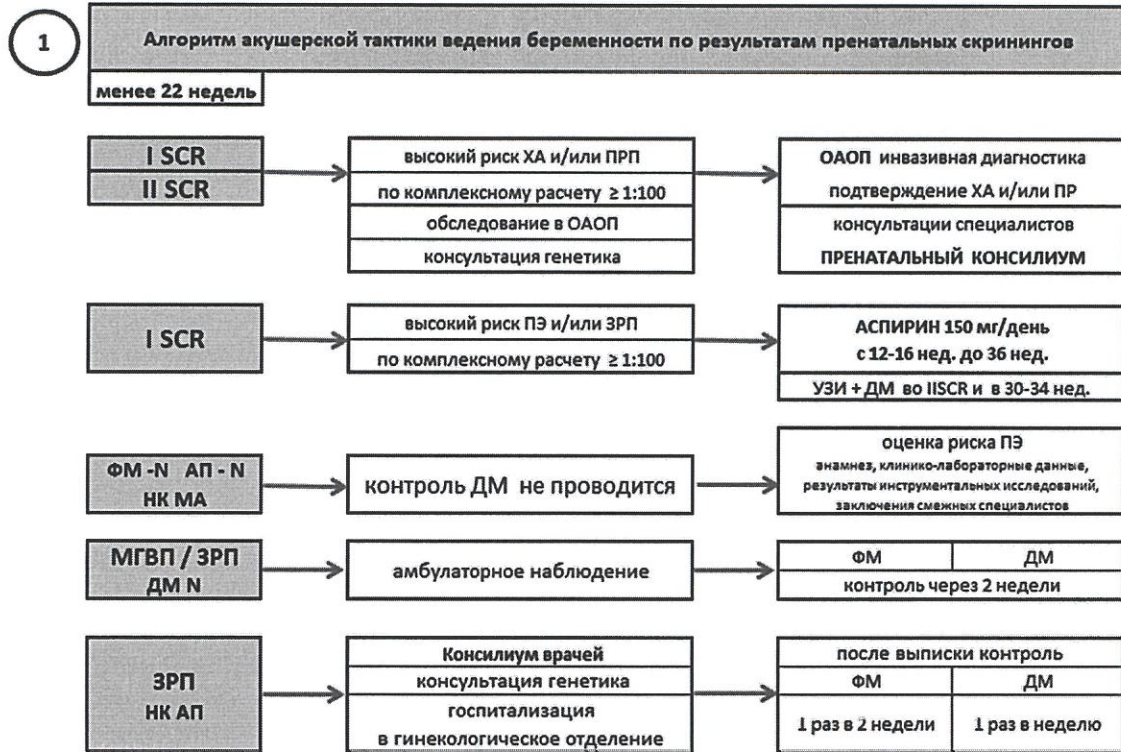 1
Алгоритм акушерской тактики ведения беременности по результатам пренатальных скринингов
менее 22 недель
I SCR
II SCR
высокий риск ХА и/или ПРП
по комплексному расчету ≥ 1:100
обследование в ОАОП
консультация генетика
ОАОП инвазивная диагностика
подтверждение ХА и/или ПР
консультации специалистов
ПРЕНАТАЛЬНЫЙ КОНСИЛИУМ
I SCR
высокий риск ПЭ и/или ЗРП
по комплексному расчету ≥ 1:100
АСПИРИН 150 мг/день
с 12-16 нед. до 36 нед.
УЗИ + ДМ во IISCR и в 30-34 нед.
ФМ -N АП - N
НК МА
контроль ДМ не проводится
оценка риска ПЭ
анамнез, клинико-лабораторные данные,
результаты инструментальных исследований,
заключения смежных специалистов
МГВП / ЗРП
ДМ N
амбулаторное наблюдение
ФМ ДМ
контроль через 2 недели
ЗРП
НК АП
Консилиум врачей
консультация генетика
госпитализация
в гинекологическое отделение
после выписки контроль
ФМ ДМ
1 раз в 2 недели 1 раз в неделю